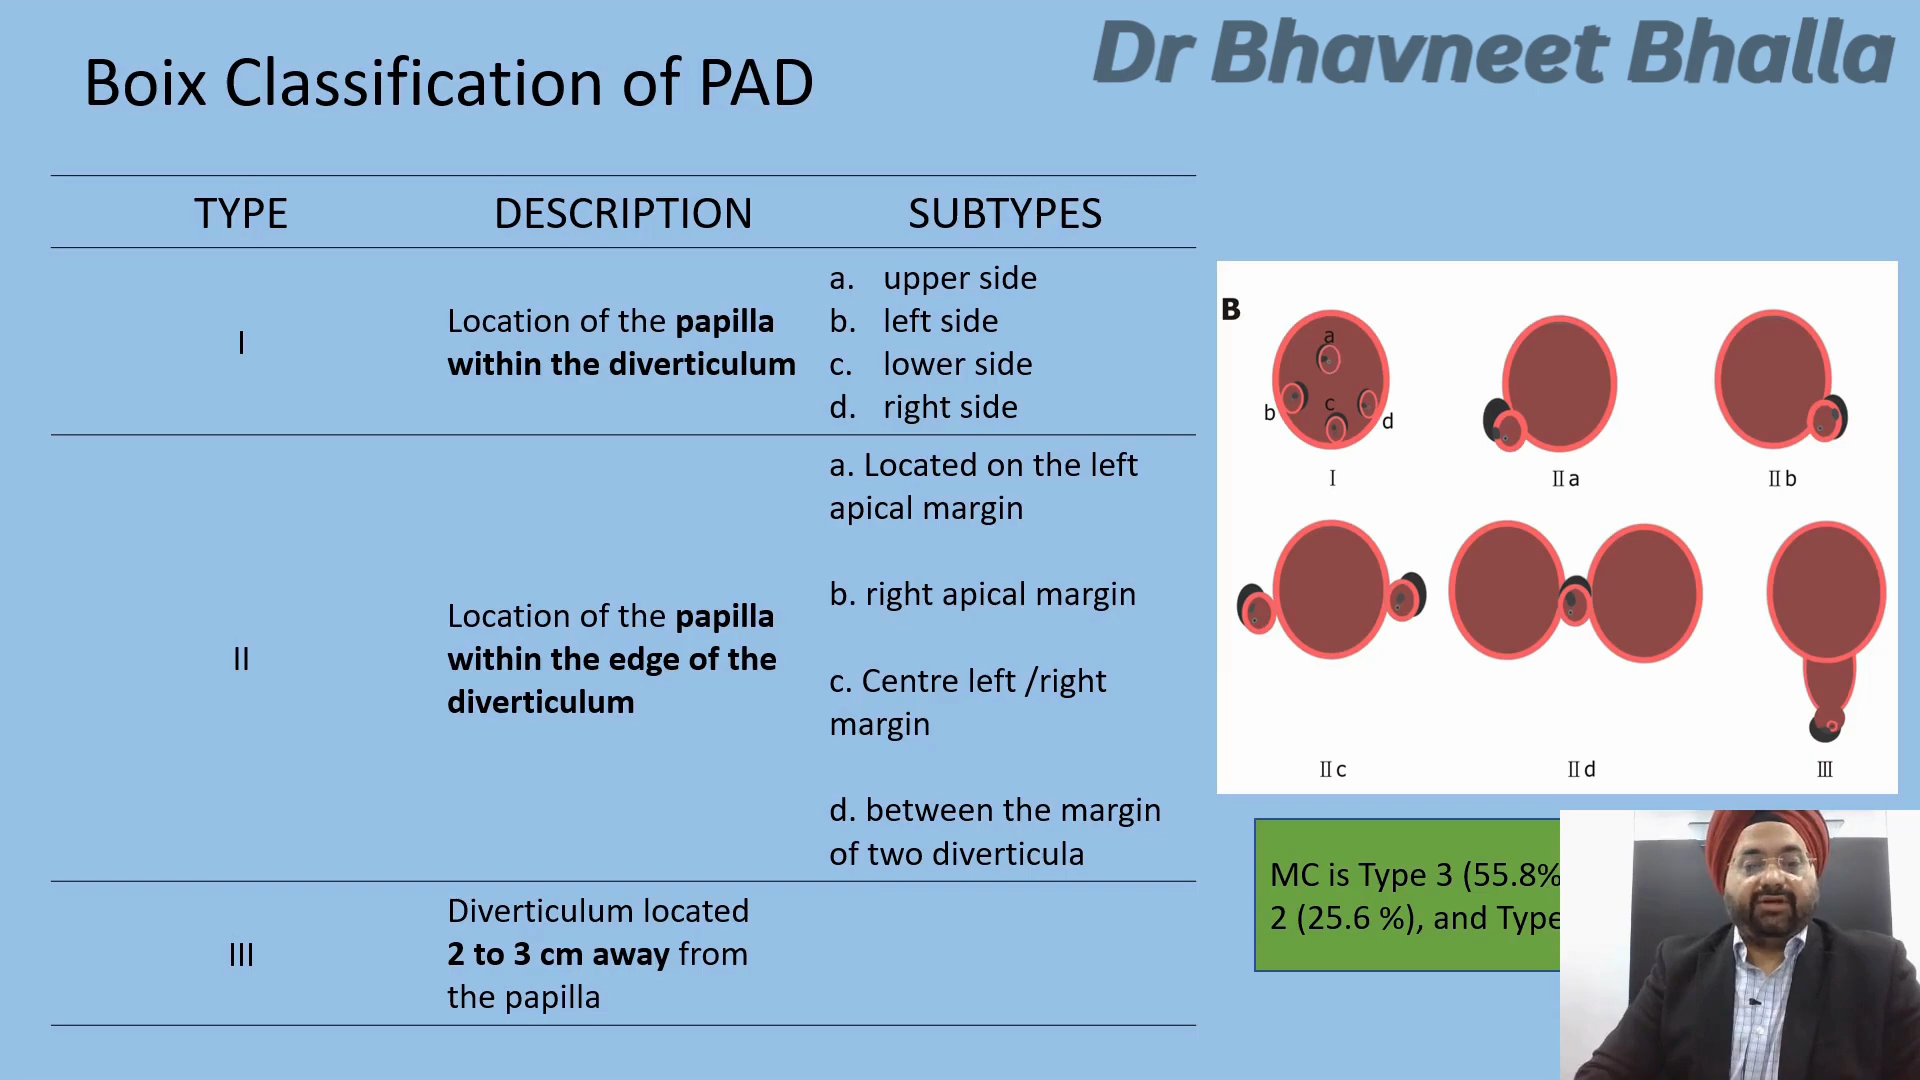 Dr Bhavneet Bhalla
Boix Classification of PAD
TYPE
DESCRIPTION
SUBTYPES
I
Location of the papilla
within the diverticulum
a. upper side
b. left side
c. lower side
d. right side
II
Location of the papilla
within the edge of the
diverticulum
a. Located on the left
apical margin
b. right apical margin
c. Centre left /right
margin
d. between the margin
of two diverticula
III
Diverticulum located
2 to 3 cm away from
the papilla
B
a
b
c
d
I
II a
II b
II c
II d
III
MC is Type 3 (55.8%
2 (25.6 %), and Type